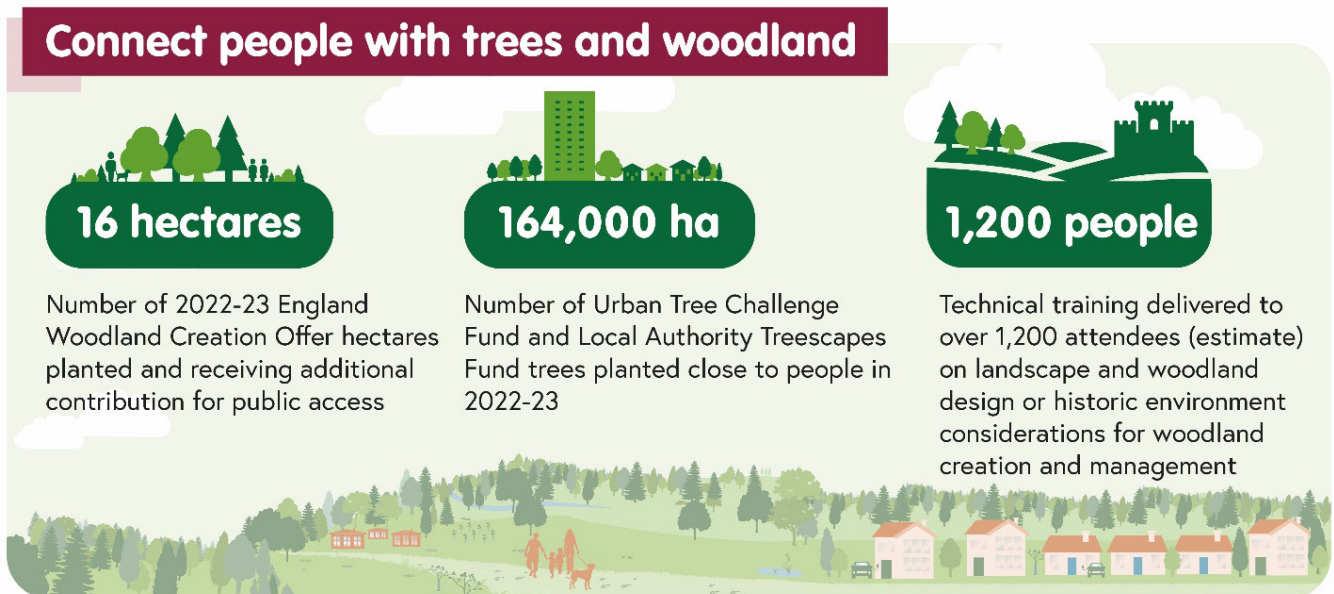 Connect people with trees and woodland
16 hectares
Number of 2022-23 England
Woodland Creation Offer hectares
planted and receiving additional
contribution for public access
164,000 ha
Number of Urban Tree Challenge
Fund and Local Authority Treescapes
Fund trees planted close to people in
2022-23
1,200 people
Technical training delivered to
over 1,200 attendees (estimate)
on landscape and woodland
design or historic environment
considerations for woodland
creation and management